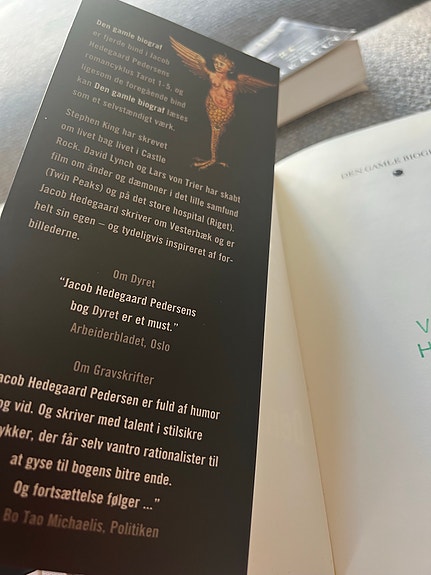 Den gamle biograf
er fjerde bind i Jacob
Hedegaard Pedersens
romancyklus Tarot 1-5, og
ligesom de foregående bind
kan Den gamle biograf læses
som et selvstændigt værk.
Stephen King har skrevet
om livet bag livet i Castle
Rock. David Lynch og Lars von Trier har skabt
film om ånder og dæmoner i det lille samfund
(Twin Peaks) og på det store hospital (Riget).
Jacob Hedegaard skriver om Vesterbæk og er
helt sin egen – og tydeligvis inspireret af for-
billederne.
Om Dyret
"Jacob Hedegaard Pedersens
bog Dyret er et must."
Arbeiderbladet, Oslo
Om Gravskrifter
acob Hedegaard Pedersen er fuld af humor
og vid. Og skriver med talent i stilsikre
ykker, der får selv vantro rationalister til
at gyse til bogens bitre ende.
Og fortsættelse følger ..."
Bo Tao Michaelis, Politiken
DEN GAMLE BIOG
V
H